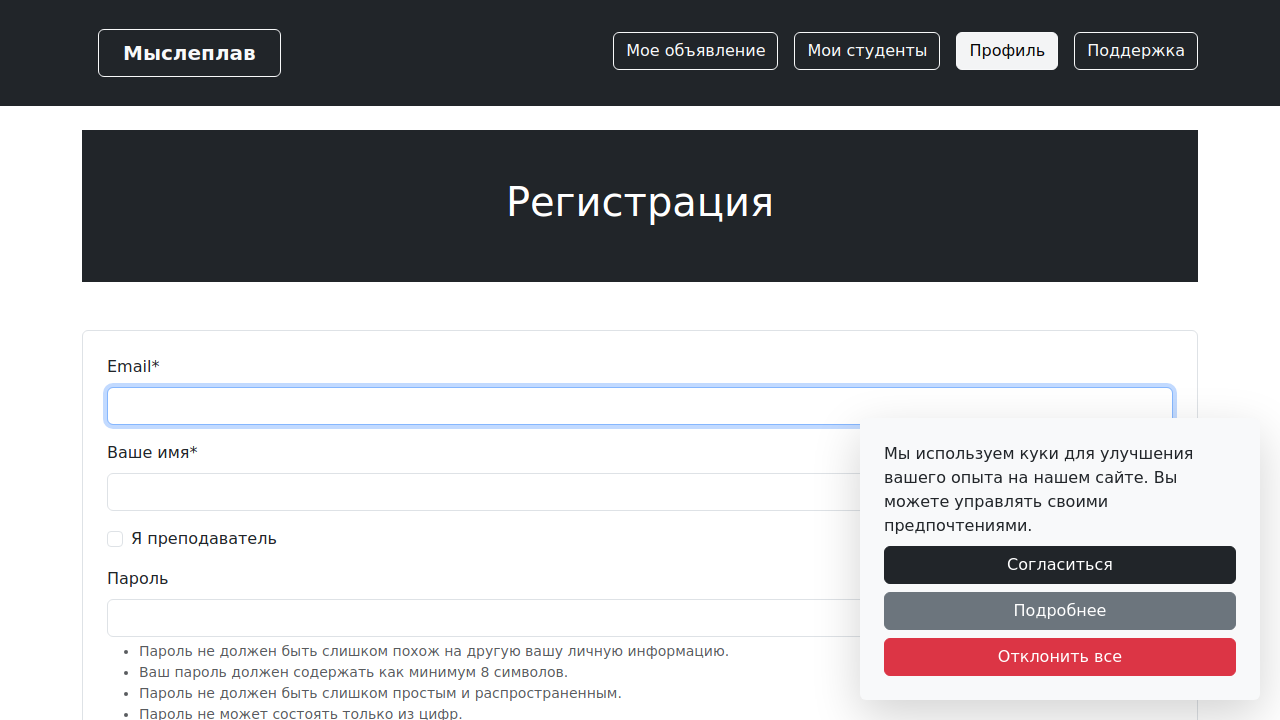 Мыслеплав
Мое объявление
Мои студенты
Профиль
Поддержка
Регистрация
Email*
Ваше имя*
Я преподаватель
Пароль
Пароль не должен быть слишком похож на другую вашу личную информацию.
Ваш пароль должен содержать как минимум 8 символов.
Пароль не должен быть слишком простым и распространенным.
Пароль не может состоять только из цифр.
Мы используем куки для улучшения
вашего опыта на нашем сайте. Вы
можете управлять своими
предпочтениями.
Согласиться
Подробнее
Отклонить все